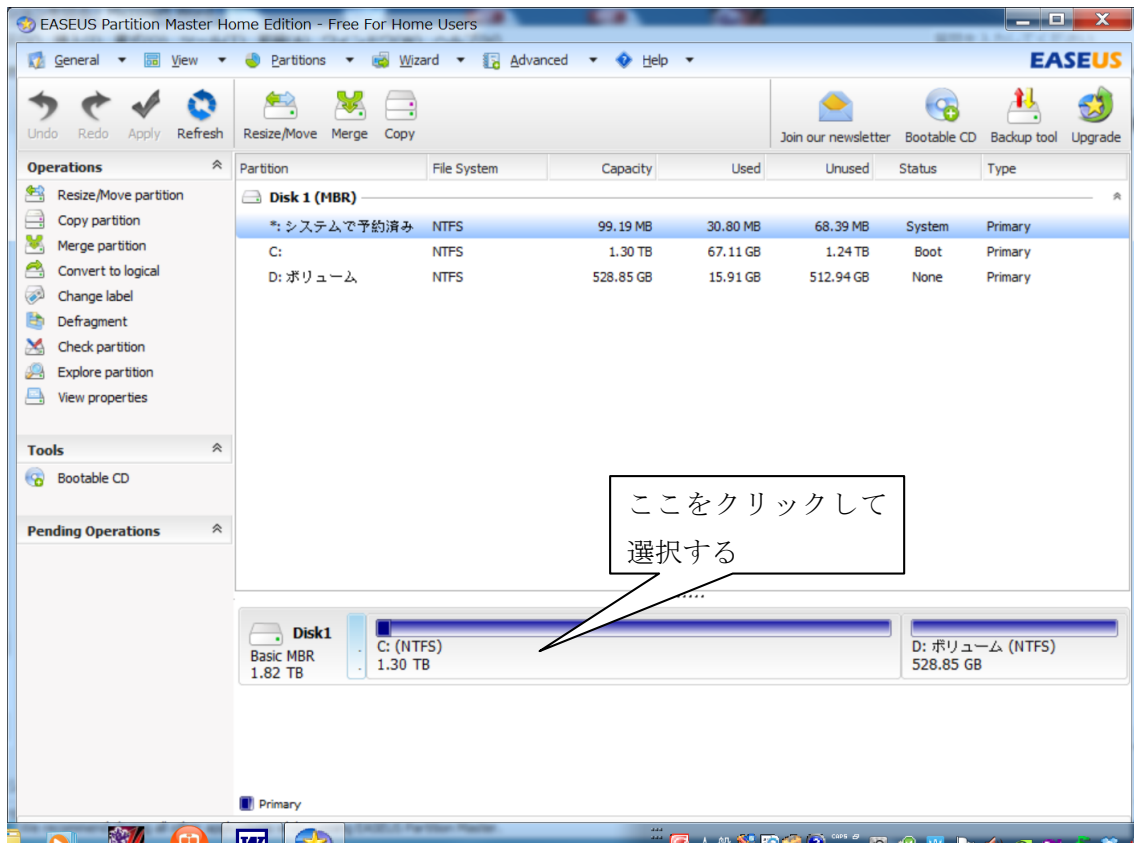 EASEUS Partition Master Home Edition - Free For Home Users
General View Partitions Wizard Advanced Help EASEUS
Undo Redo Apply Refresh Resize/Move Merge Copy Join our newsletter Bootable CD Backup tool Upgrade
Operations
Resize/Move partition
Copy partition
Merge partition
Convert to logical
Change label
Defragment
Check partition
Explore partition
View properties
Tools
Bootable CD
Pending Operations
Partition File System Capacity Used Unused Status Type
Disk 1 (MBR)
*: システムで予約済み NTFS 99.19 MB 30.80 MB 68.39 MB System Primary
C: NTFS 1.30 TB 67.11 GB 1.24 TB Boot Primary
D: ボリューム NTFS 528.85 GB 15.91 GB 512.94 GB None Primary
ここをクリックして
選択する
Disk1
Basic MBR
1.82 TB
C: (NTFS)
1.30 TB
D: ボリューム (NTFS)
528.85 GB
Primary
CAPS